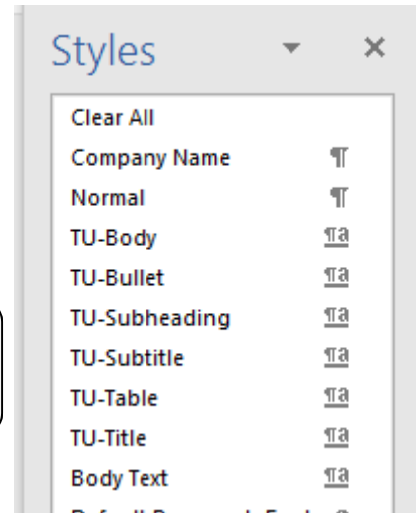 Styles
Clear All
Company Name ¶
Normal ¶
TU-Body ¶a
TU-Bullet ¶a
TU-Subheading ¶a
TU-Subtitle ¶a
TU-Table ¶a
TU-Title ¶a
Body Text ¶a